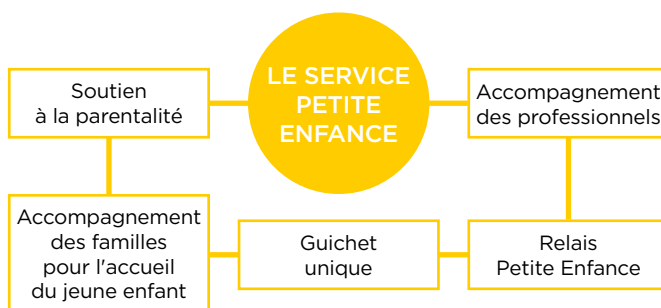 LE SERVICE
PETITE
ENFANCE
Soutien
à la parentalité
Accompagnement
des professionnels
Accompagnement
des familles
pour l'accueil
du jeune enfant
Guichet
unique
Relais
Petite Enfance